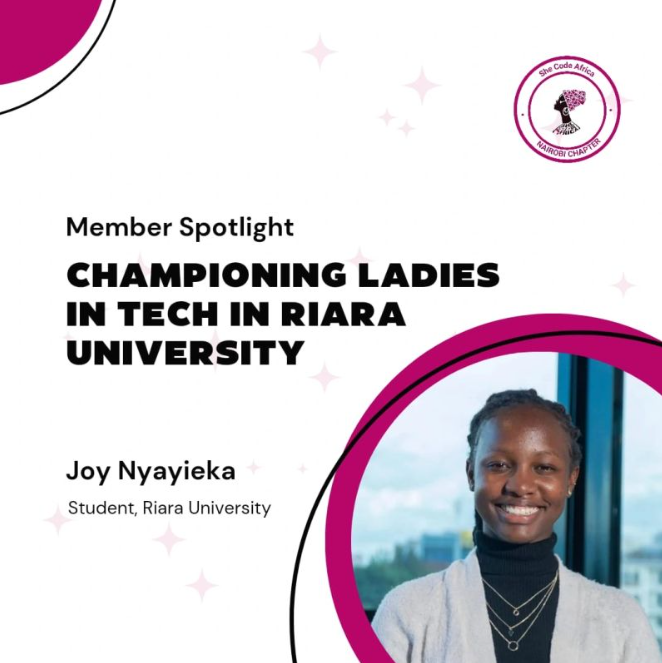 She Code Africa
NAIROBI CHAPTER
Member Spotlight
CHAMPIONING LADIES
IN TECH IN RIARA
UNIVERSITY
Joy Nyayieka
Student, Riara University